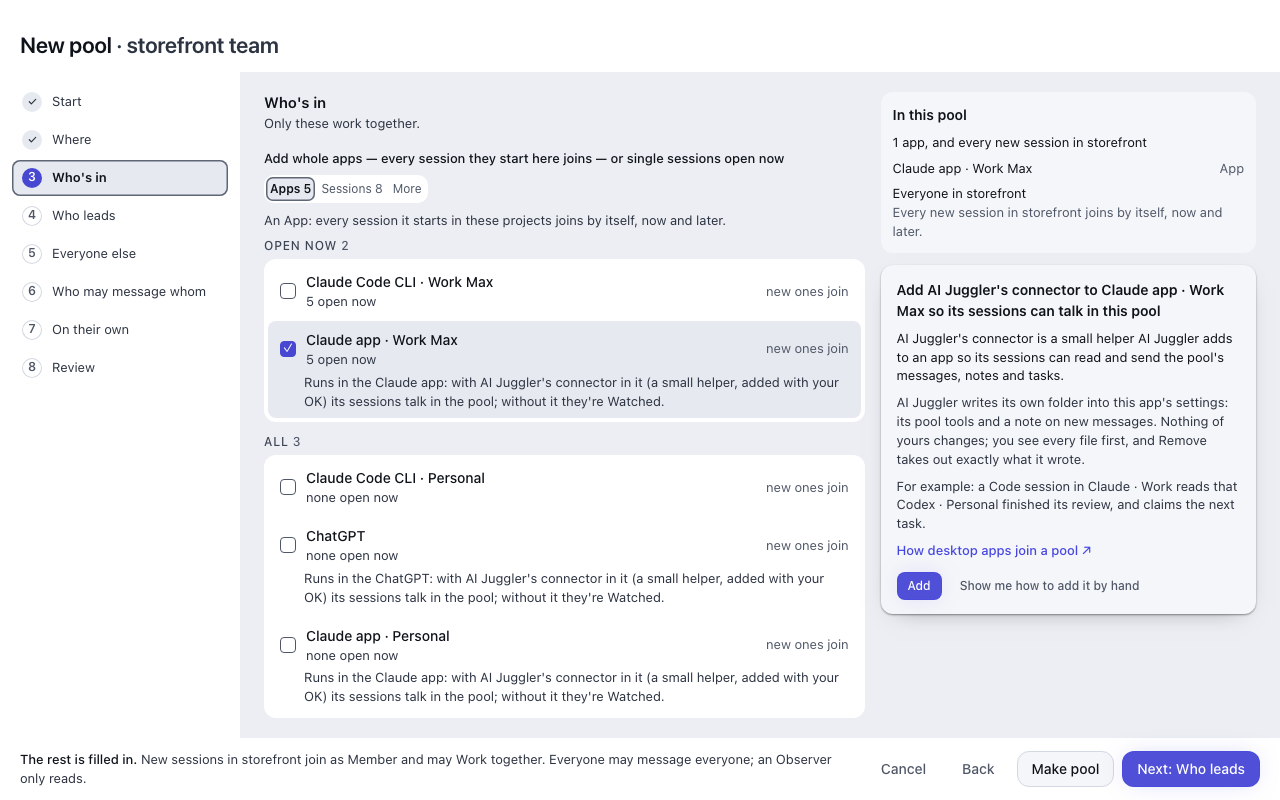 New pool · storefront team
Start
Where
3 Who's in
4 Who leads
5 Everyone else
6 Who may message whom
7 On their own
8 Review
Who's in
Only these work together.
Add whole apps — every session they start here joins — or single sessions open now
Apps 5 Sessions 8 More
An App: every session it starts in these projects joins by itself, now and later.
OPEN NOW 2
Claude Code CLI · Work Max
5 open now
new ones join
Claude app · Work Max
5 open now
new ones join
Runs in the Claude app: with AI Juggler's connector in it (a small helper, added with your
OK) its sessions talk in the pool; without it they're Watched.
ALL 3
Claude Code CLI · Personal
none open now
new ones join
ChatGPT
none open now
new ones join
Runs in the ChatGPT: with AI Juggler's connector in it (a small helper, added with your
OK) its sessions talk in the pool; without it they're Watched.
Claude app · Personal
none open now
new ones join
Runs in the Claude app: with AI Juggler's connector in it (a small helper, added with your
OK) its sessions talk in the pool; without it they're Watched.
In this pool
1 app, and every new session in storefront
Claude app · Work Max App
Everyone in storefront
Every new session in storefront joins by itself, now and
later.
Add AI Juggler's connector to Claude app · Work
Max so its sessions can talk in this pool
AI Juggler's connector is a small helper AI Juggler adds
to an app so its sessions can read and send the pool's
messages, notes and tasks.
AI Juggler writes its own folder into this app's settings:
its pool tools and a note on new messages. Nothing of
yours changes; you see every file first, and Remove
takes out exactly what it wrote.
For example: a Code session in Claude · Work reads that
Codex · Personal finished its review, and claims the next
task.
How desktop apps join a pool ↗
Add Show me how to add it by hand
The rest is filled in. New sessions in storefront join as Member and may Work together. Everyone may message everyone; an Observer
only reads.
Cancel Back Make pool Next: Who leads